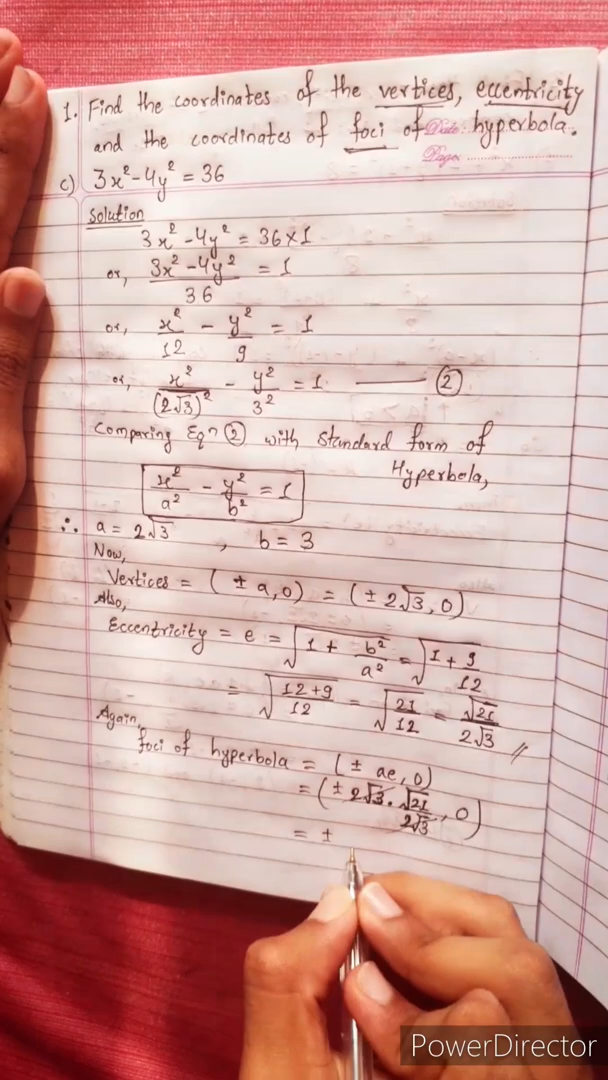 1. Find the coordinates of the vertices, eccentricity
and the coordinates of foci of hyperbola.
Date:
Page:
c) 3x² - 4y² = 36
Solution
3x² - 4y² = 36 × 1
or, (3x² - 4y²)/36 = 1
or, x²/12 - y²/9 = 1
or, x²/(2√3)² - y²/3² = 1 —— ②
Comparing Eqn ② with standard form of
Hyperbola,
x²/a² - y²/b² = 1
∴ a = 2√3 , b = 3
Now,
Vertices = (± a, 0) = (± 2√3, 0)
Also,
Eccentricity = e = √(1 + b²/a²) = √(1 + 9/12)
= √((12+9)/12) = √(21/12) = √21/2√3 //
Again,
foci of hyperbola = (± ae, 0)
= (± 2√3 . √21/2√3, 0)
= ±
PowerDirector